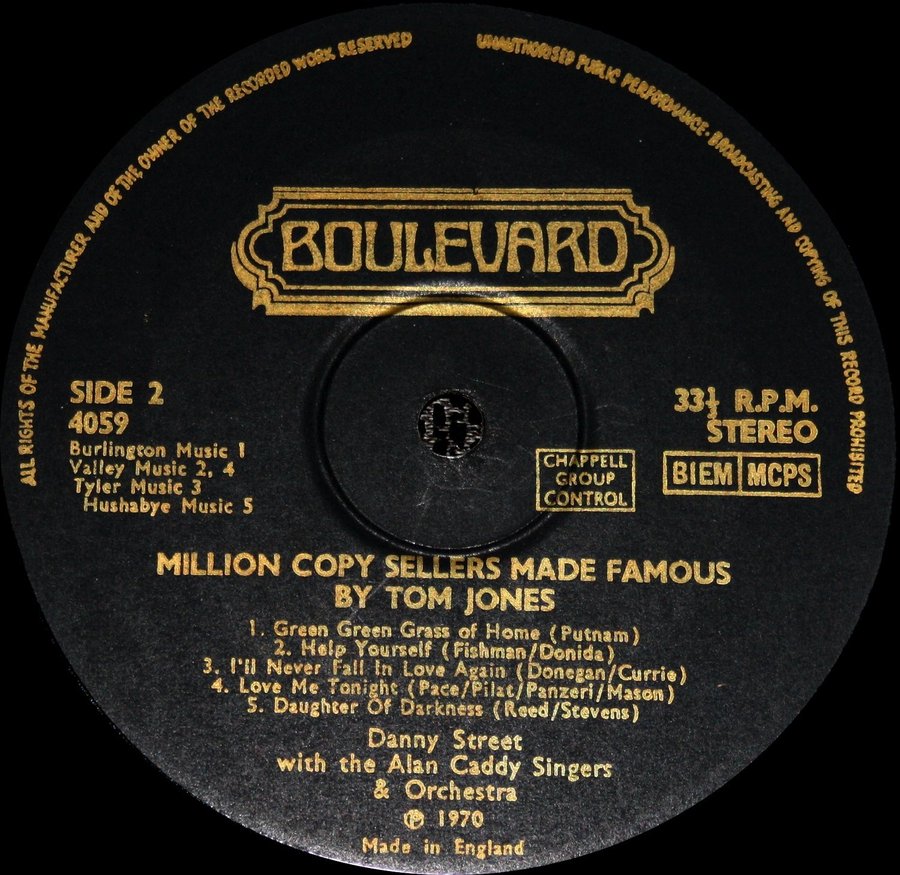 ALL RIGHTS OF THE MANUFACTURER AND OF THE OWNER OF THE RECORDED WORK RESERVED
UNAUTHORISED PUBLIC PERFORMANCE · BROADCASTING AND COPYING OF THIS RECORD PROHIBITED
BOULEVARD
SIDE 2
4059
Burlington Music 1
Valley Music 2, 4
Tyler Music 3
Hushabye Music 5
33⅓ R.P.M.
STEREO
CHAPPELL
GROUP
CONTROL
BIEM MCPS
MILLION COPY SELLERS MADE FAMOUS
BY TOM JONES
1. Green Green Grass of Home (Putnam)
2. Help Yourself (Fishman/Donida)
3. I'll Never Fall In Love Again (Donegan/Currie)
4. Love Me Tonight (Pace/Pilat/Panzeri/Mason)
5. Daughter Of Darkness (Reed/Stevens)
Danny Street
with the Alan Caddy Singers
& Orchestra
℗ 1970
Made in England